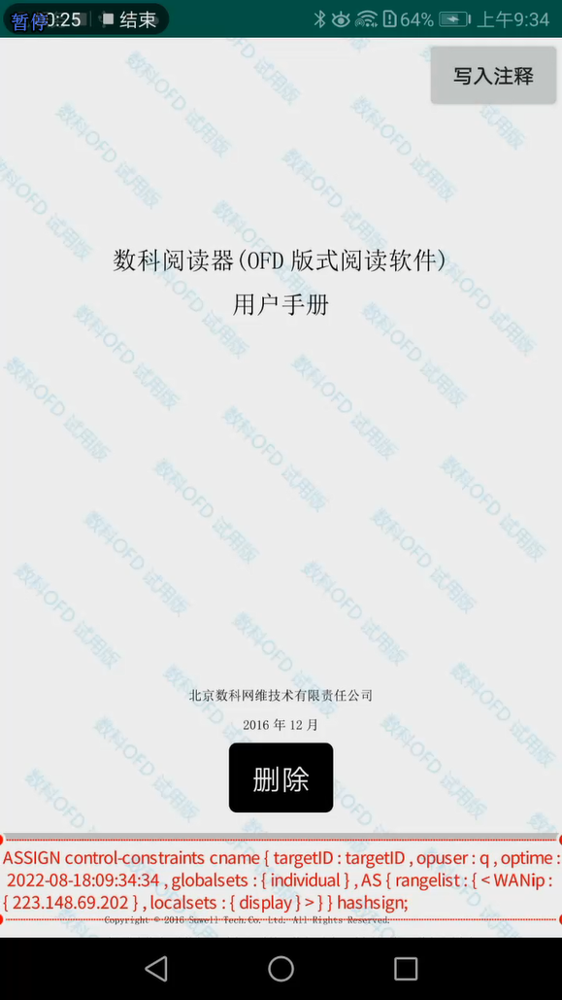 暂停 0:25 结束 64% 上午9:34
写入注释
数科阅读器(OFD 版式阅读软件)
用户手册
北京数科网维技术有限责任公司
2016 年 12 月
删除
ASSIGN control-constraints cname { targetID : targetID , opuser : q , optime :
2022-08-18:09:34:34 , globalsets : { individual } , AS { rangelist : { < WANip :
{ 223.148.69.202 } , localsets : { display } > } } hashsign;
Copyright © 2016 Suwell Tech.Co. Ltd. All Rights Reserved.
数科OFD 试用版